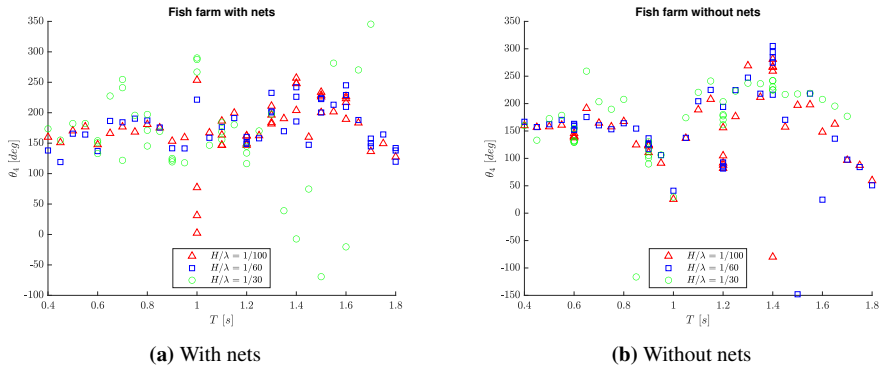 Fish farm with nets
350
300
250
200
150
100
50
0
-50
-100
θ₄ [deg]
0.4 0.6 0.8 1 1.2 1.4 1.6 1.8
T [s]
H/λ = 1/100
H/λ = 1/60
H/λ = 1/30
(a) With nets
Fish farm without nets
350
300
250
200
150
100
50
0
-50
-100
-150
θ₄ [deg]
0.4 0.6 0.8 1 1.2 1.4 1.6 1.8
T [s]
H/λ = 1/100
H/λ = 1/60
H/λ = 1/30
(b) Without nets